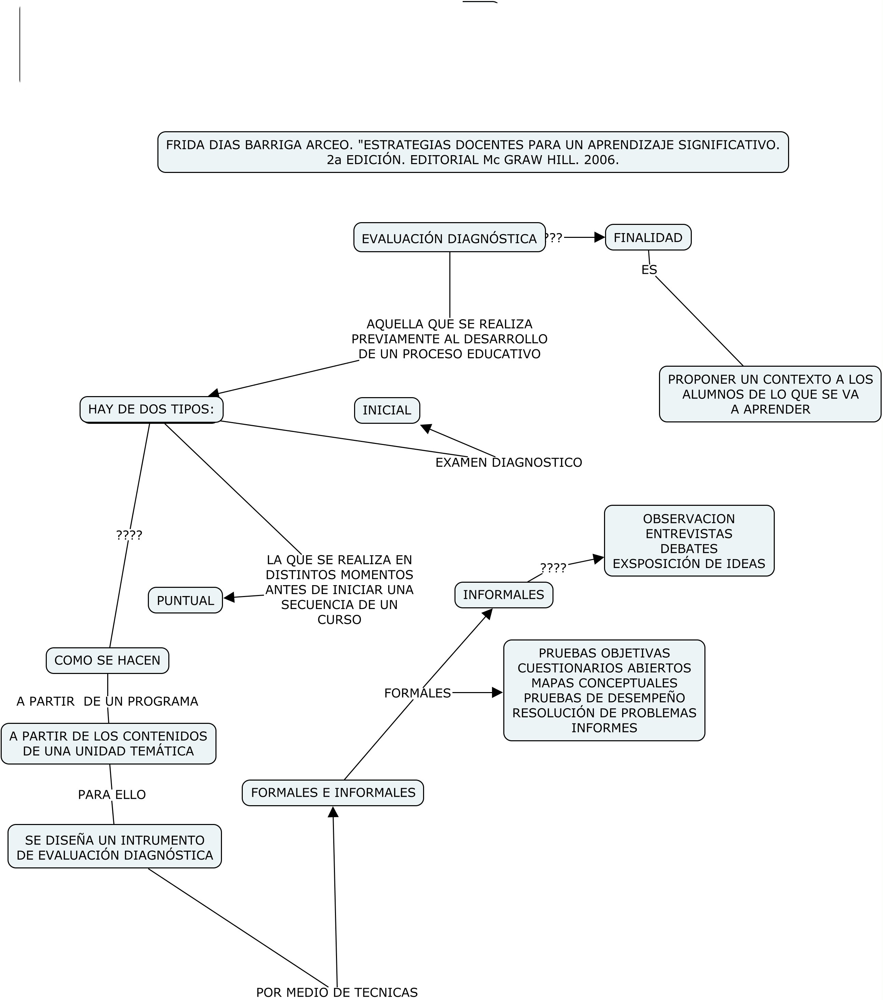 FRIDA DIAS BARRIGA ARCEO. "ESTRATEGIAS DOCENTES PARA UN APRENDIZAJE SIGNIFICATIVO.
2a EDICIÓN. EDITORIAL Mc GRAW HILL. 2006.
EVALUACIÓN DIAGNÓSTICA
???
FINALIDAD
ES
AQUELLA QUE SE REALIZA
PREVIAMENTE AL DESARROLLO
DE UN PROCESO EDUCATIVO
PROPONER UN CONTEXTO A LOS
ALUMNOS DE LO QUE SE VA
A APRENDER
HAY DE DOS TIPOS:
INICIAL
EXAMEN DIAGNOSTICO
????
LA QUE SE REALIZA EN
DISTINTOS MOMENTOS
ANTES DE INICIAR UNA
SECUENCIA DE UN
CURSO
PUNTUAL
OBSERVACION
ENTREVISTAS
DEBATES
EXSPOSICIÓN DE IDEAS
????
INFORMALES
COMO SE HACEN
PRUEBAS OBJETIVAS
CUESTIONARIOS ABIERTOS
MAPAS CONCEPTUALES
PRUEBAS DE DESEMPEÑO
RESOLUCIÓN DE PROBLEMAS
INFORMES
FORMALES
A PARTIR  DE UN PROGRAMA
A PARTIR DE LOS CONTENIDOS
DE UNA UNIDAD TEMÁTICA
PARA ELLO
FORMALES E INFORMALES
SE DISEÑA UN INTRUMENTO
DE EVALUACIÓN DIAGNÓSTICA
POR MEDIO DE TECNICAS